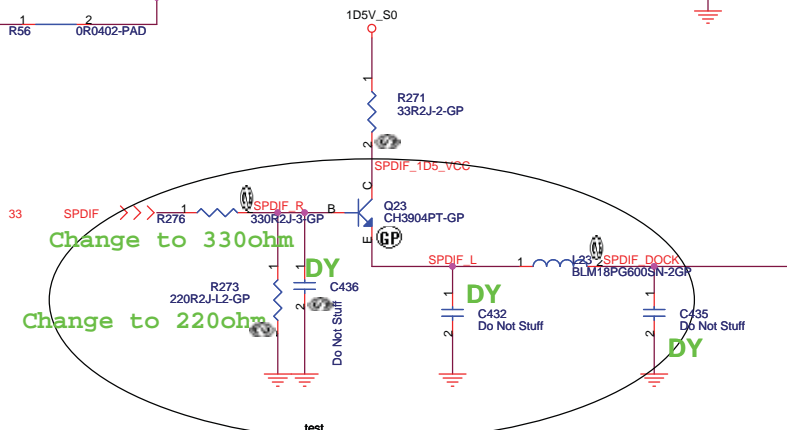 1D5V_S0
1 2
R56 0R0402-PAD
1
R271
33R2J-2-GP
2
SPDIF_1D5_VCC
C
33 SPDIF
1
R276
SPDIF_R
330R2J-3-GP
B
Q23
CH3904PT-GP
E
GP
Change to 330ohm
SPDIF_L
1
L23
2
SPDIF_DOCK
BLM18PG600SN-2GP
1
R273
220R2J-L2-GP
Change to 220ohm
1
DY
C436
2
Do Not Stuff
1
DY
C432
Do Not Stuff
2
1
C435
Do Not Stuff
2
DY
test